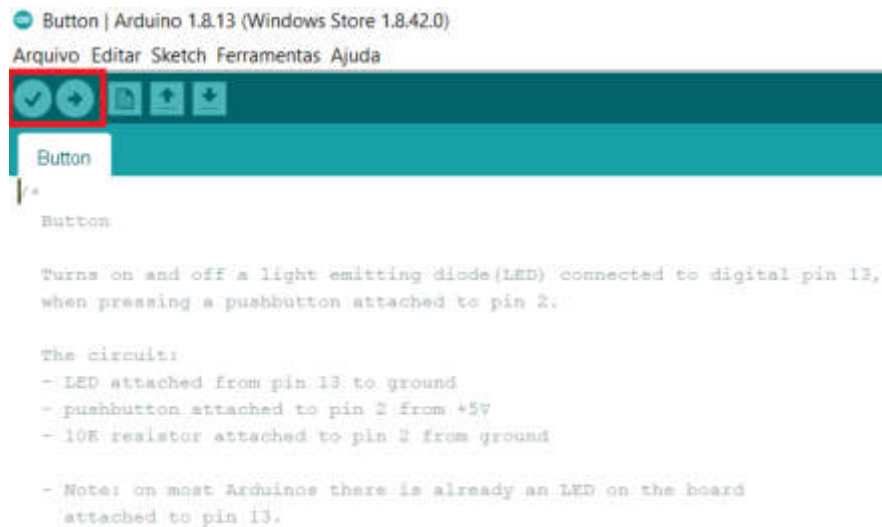 Button | Arduino 1.8.13 (Windows Store 1.8.42.0)
Arquivo Editar Sketch Ferramentas Ajuda
Button
/*
Button
Turns on and off a light emitting diode(LED) connected to digital pin 13,
when pressing a pushbutton attached to pin 2.
The circuit:
- LED attached from pin 13 to ground
- pushbutton attached to pin 2 from +5V
- 10K resistor attached to pin 2 from ground
- Note: on most Arduinos there is already an LED on the board
attached to pin 13.